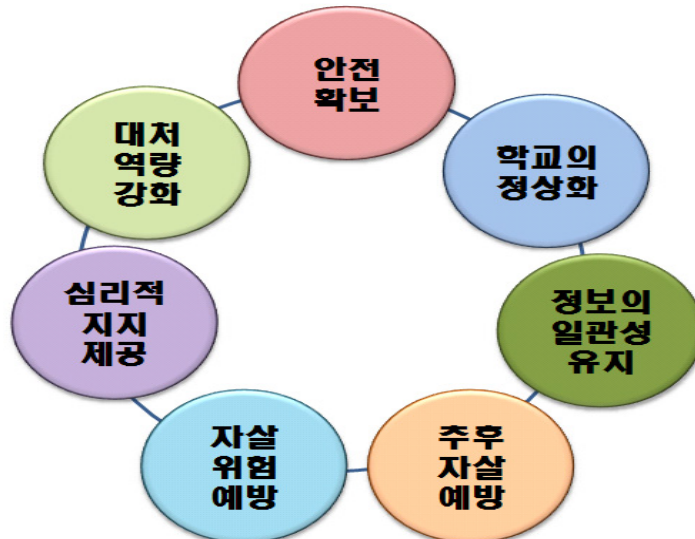 안전
확보
학교의
정상화
정보의
일관성
유지
추후
자살
예방
자살
위험
예방
심리적
지지
제공
대처
역량
강화